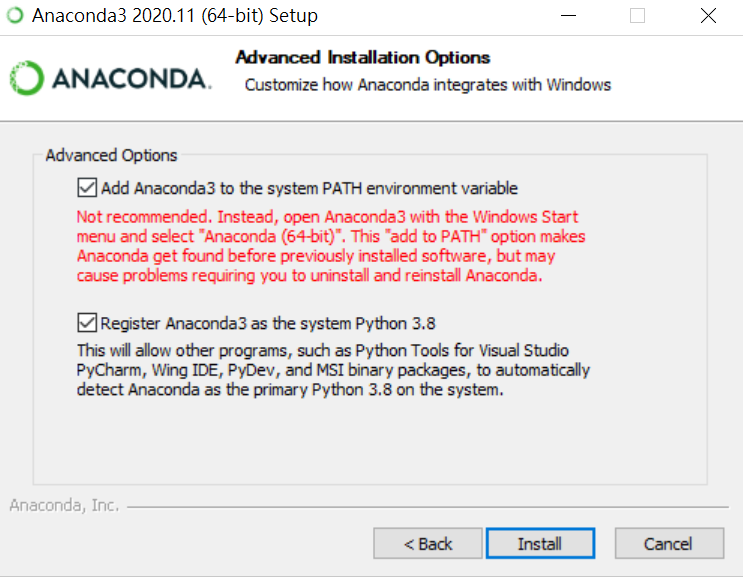 Anaconda3 2020.11 (64-bit) Setup
ANACONDA.
Advanced Installation Options
Customize how Anaconda integrates with Windows
Advanced Options
Add Anaconda3 to the system PATH environment variable
Not recommended. Instead, open Anaconda3 with the Windows Start
menu and select "Anaconda (64-bit)". This "add to PATH" option makes
Anaconda get found before previously installed software, but may
cause problems requiring you to uninstall and reinstall Anaconda.
Register Anaconda3 as the system Python 3.8
This will allow other programs, such as Python Tools for Visual Studio
PyCharm, Wing IDE, PyDev, and MSI binary packages, to automatically
detect Anaconda as the primary Python 3.8 on the system.
Anaconda, Inc.
< Back
Install
Cancel